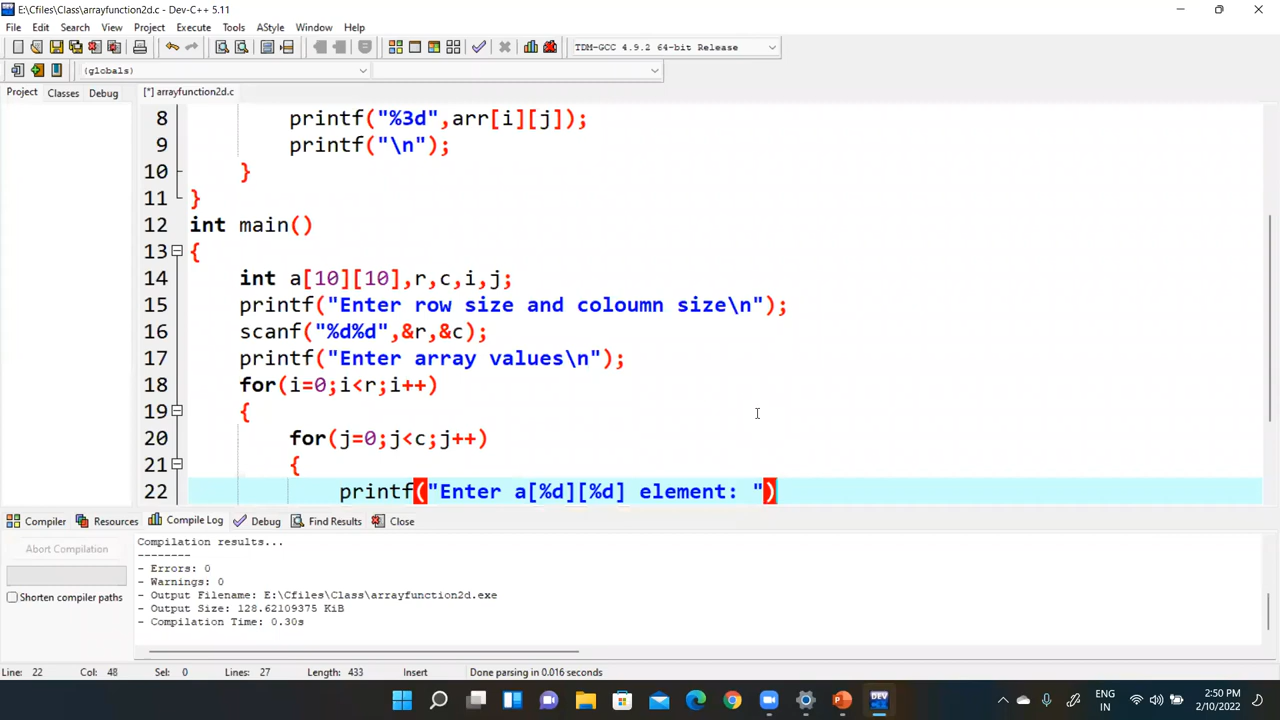 E:\Cfiles\Class\arrayfunction2d.c - Dev-C++ 5.11
File Edit Search View Project Execute Tools AStyle Window Help
TDM-GCC 4.9.2 64-bit Release
(globals)
Project Classes Debug [*] arrayfunction2d.c
8 printf("%3d",arr[i][j]);
9 printf("\n");
10 }
11 }
12 int main()
13 {
14 int a[10][10],r,c,i,j;
15 printf("Enter row size and coloumn size\n");
16 scanf("%d%d",&r,&c);
17 printf("Enter array values\n");
18 for(i=0;i<r;i++)
19 {
20 for(j=0;j<c;j++)
21 {
22 printf("Enter a[%d][%d] element: ")
Compiler Resources Compile Log Debug Find Results Close
Abort Compilation
Shorten compiler paths
Compilation results...
--------
- Errors: 0
- Warnings: 0
- Output Filename: E:\Cfiles\Class\arrayfunction2d.exe
- Output Size: 128.62109375 KiB
- Compilation Time: 0.30s
Line: 22 Col: 48 Sel: 0 Lines: 27 Length: 433 Insert Done parsing in 0.016 seconds
DEV
ENG
IN
2:50 PM
2/10/2022